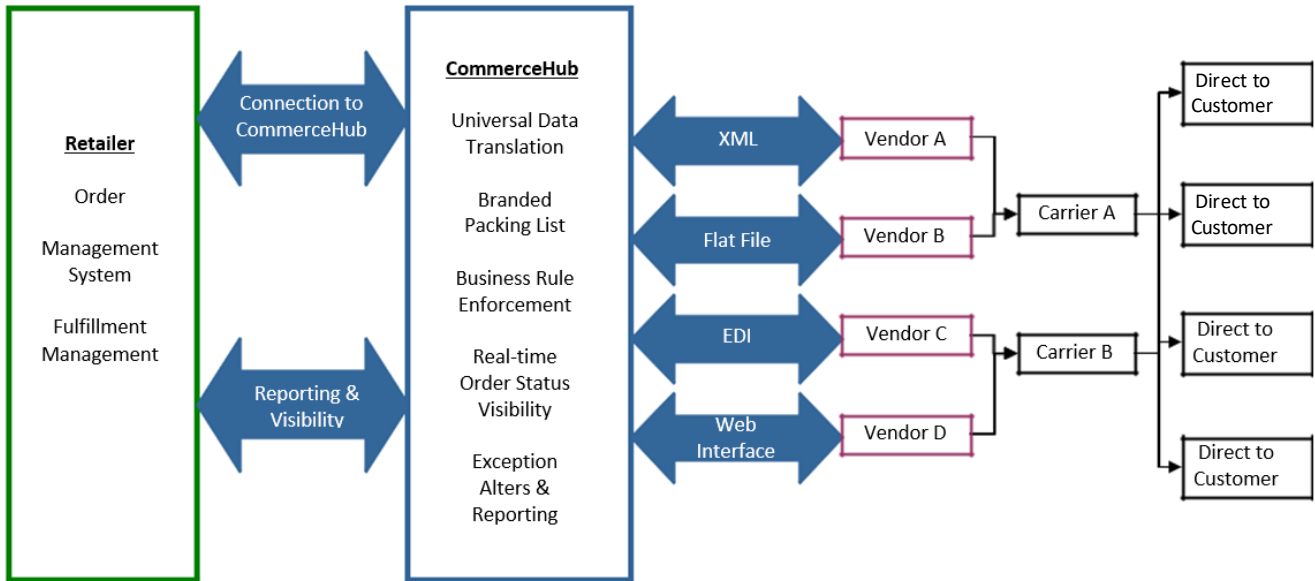 Retailer
Order
Management
System
Fulfillment
Management
Connection to
CommerceHub
Reporting &
Visibility
CommerceHub
Universal Data
Translation
Branded
Packing List
Business Rule
Enforcement
Real-time
Order Status
Visibility
Exception
Alters &
Reporting
XML
Flat File
EDI
Web
Interface
Vendor A
Vendor B
Vendor C
Vendor D
Carrier A
Carrier B
Direct to
Customer
Direct to
Customer
Direct to
Customer
Direct to
Customer